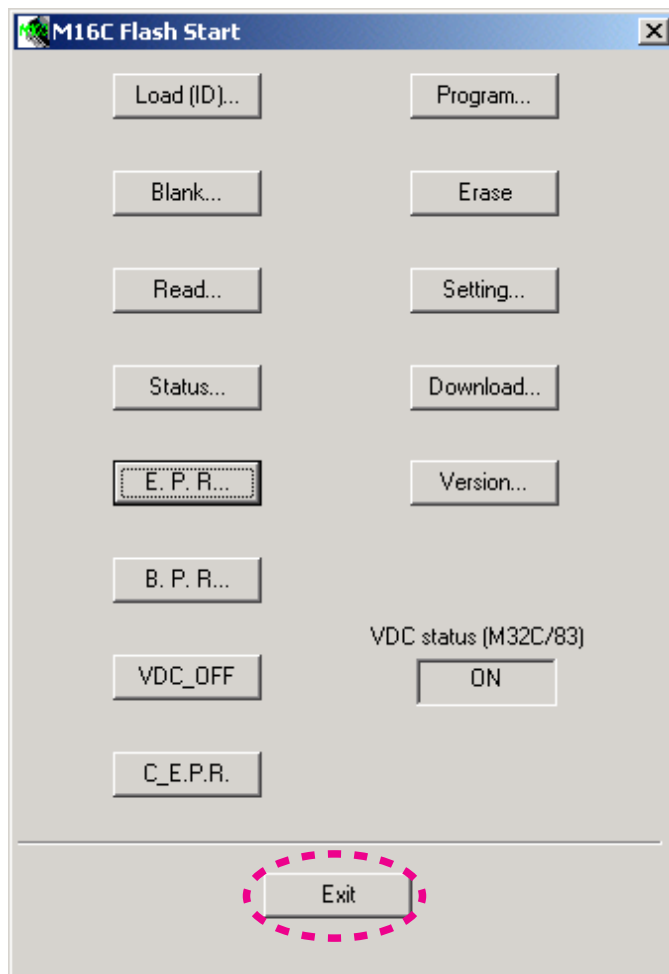 M16C Flash Start
Load (ID)... Program...
Blank... Erase
Read... Setting...
Status... Download...
E. P. R... Version...
B. P. R...
VDC status (M32C/83)
VDC_OFF ON
C_E.P.R.
Exit